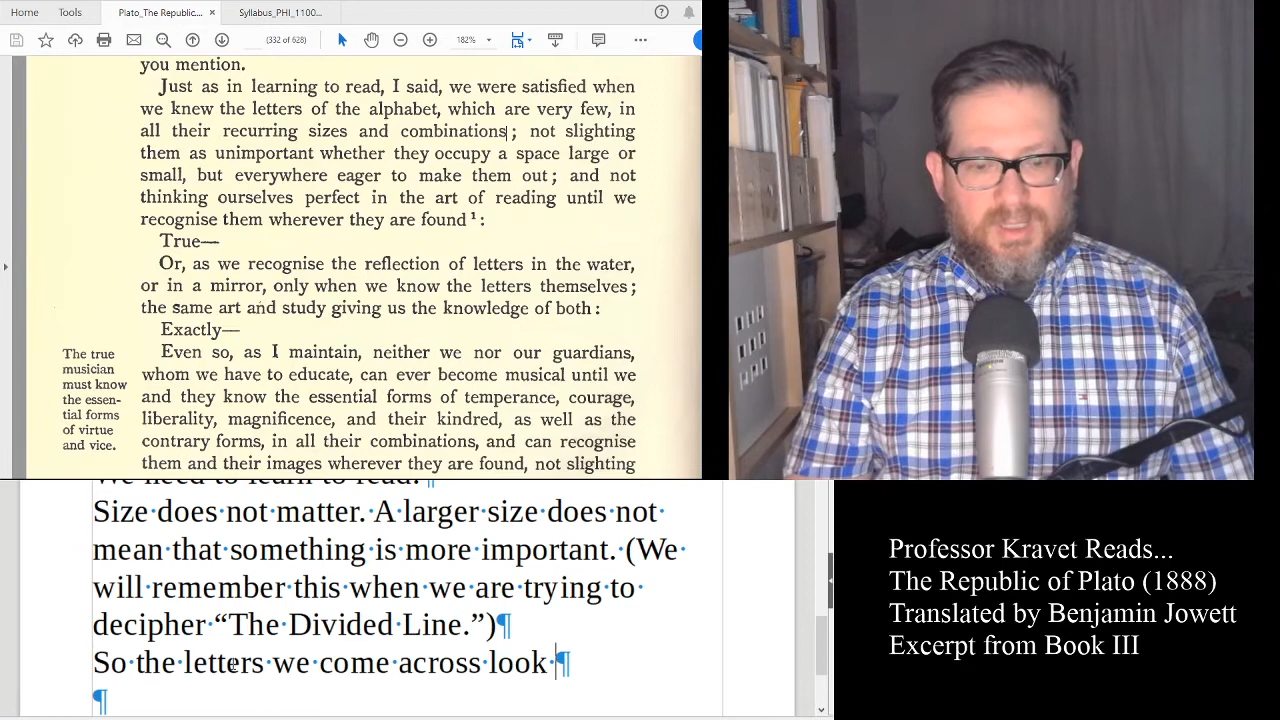 Home Tools Plato_The Republic.... × Syllabus_PHI_1100...
(332 of 628) 182%
you mention.
Just as in learning to read, I said, we were satisfied when
we knew the letters of the alphabet, which are very few, in
all their recurring sizes and combinations; not slighting
them as unimportant whether they occupy a space large or
small, but everywhere eager to make them out; and not
thinking ourselves perfect in the art of reading until we
recognise them wherever they are found¹:
True—
Or, as we recognise the reflection of letters in the water,
or in a mirror, only when we know the letters themselves;
the same art and study giving us the knowledge of both:
Exactly—
The true
musician
must know
the essen-
tial forms
of virtue
and vice.
Even so, as I maintain, neither we nor our guardians,
whom we have to educate, can ever become musical until we
and they know the essential forms of temperance, courage,
liberality, magnificence, and their kindred, as well as the
contrary forms, in all their combinations, and can recognise
them and their images wherever they are found, not slighting
We need to learn to read.¶
Size·does·not·matter.·A·larger·size·does·not·
mean·that·something·is·more·important.·(We·
will·remember·this·when·we·are·trying·to·
decipher·“The·Divided·Line.”)¶
So·the·letters·we·come·across·look·¶
¶
Professor Kravet Reads...
The Republic of Plato (1888)
Translated by Benjamin Jowett
Excerpt from Book III